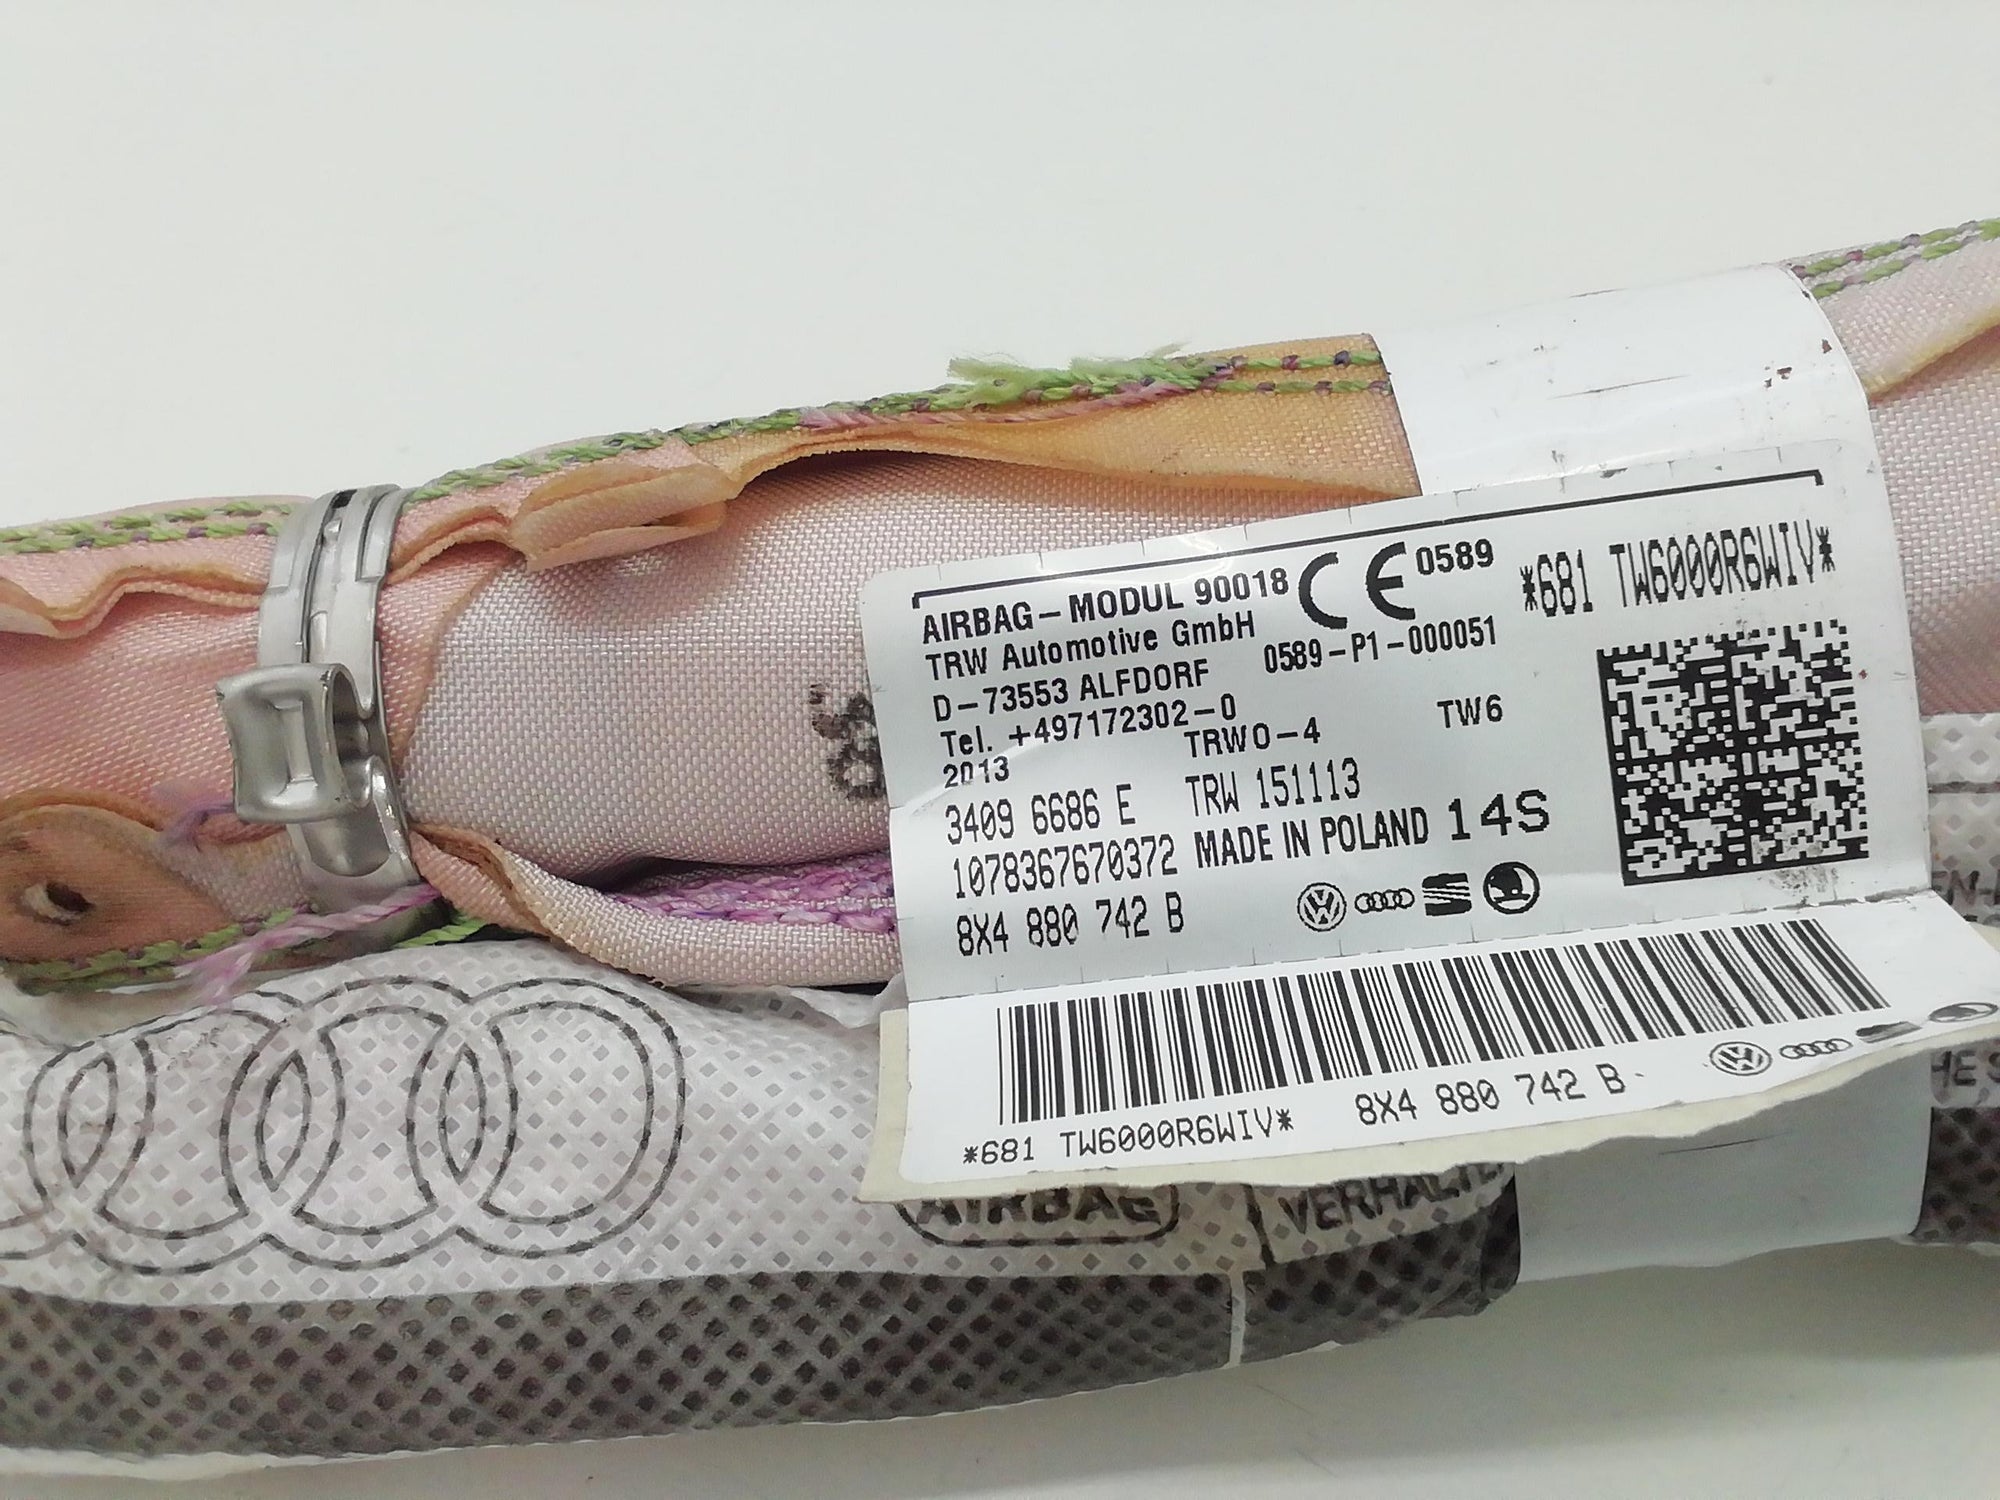 AIRBAG-MODUL 90018 CE 0589
TRW Automotive GmbH
0589-P1-000051
D-73553 ALFDORF
Tel. +497172302-0
2013
TRWO-4
TW6
3409 6686 E
TRW 151113
1078367670372
MADE IN POLAND
14S
8X4 880 742 B
*681 TW6000R6WIV*
*681 TW6000R6WIV*
8X4 880 742 B
AIRBAG